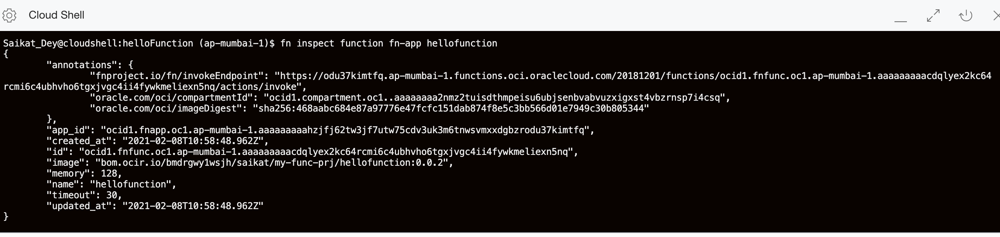 Cloud Shell
Saikat_Dey@cloudshell:helloFunction (ap-mumbai-1)$ fn inspect function fn-app hellofunction
{
        "annotations": {
                "fnproject.io/fn/invokeEndpoint": "https://odu37kimtfq.ap-mumbai-1.functions.oci.oraclecloud.com/20181201/functions/ocid1.fnfunc.oc1.ap-mumbai-1.aaaaaaaaacdqlyex2kc64
rcmi6c4ubhvho6tgxjvgc4ii4fywkmeliexn5nq/actions/invoke",
                "oracle.com/oci/compartmentId": "ocid1.compartment.oc1..aaaaaaaa2nmz2tuisdthmpeisu6ubjsenbvabvuzxigxst4vbzrnsp7i4csq",
                "oracle.com/oci/imageDigest": "sha256:468aabc684e87a97776e47fcfc151dab874f8e5c3bb566d01e7949c30b805344"
        },
        "app_id": "ocid1.fnapp.oc1.ap-mumbai-1.aaaaaaaaahzjfj62tw3jf7utw75cdv3uk3m6tnwsvmxxdgbzrodu37kimtfq",
        "created_at": "2021-02-08T10:58:48.962Z",
        "id": "ocid1.fnfunc.oc1.ap-mumbai-1.aaaaaaaaacdqlyex2kc64rcmi6c4ubhvho6tgxjvgc4ii4fywkmeliexn5nq",
        "image": "bom.ocir.io/bmdrgwy1wsjh/saikat/my-func-prj/hellofunction:0.0.2",
        "memory": 128,
        "name": "hellofunction",
        "timeout": 30,
        "updated_at": "2021-02-08T10:58:48.962Z"
}